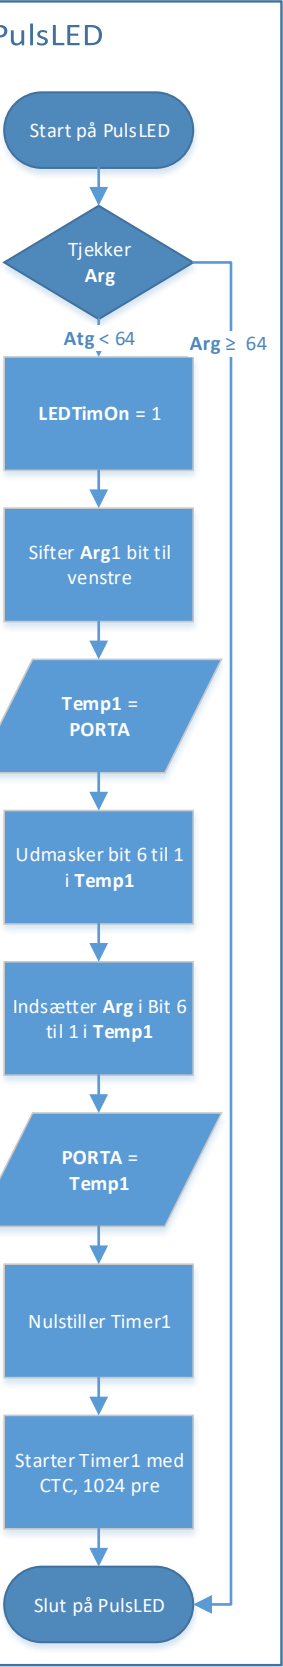 PulsLED
Start på PulsLED
Tjekker
Arg
Atg < 64
Arg ≥ 64
LEDTimOn = 1
Sifter Arg1 bit til
venstre
Temp1 =
PORTA
Udmasker bit 6 til 1
i Temp1
Indsætter Arg i Bit 6
til 1 i Temp1
PORTA =
Temp1
Nulstiller Timer1
Starter Timer1 med
CTC, 1024 pre
Slut på PulsLED